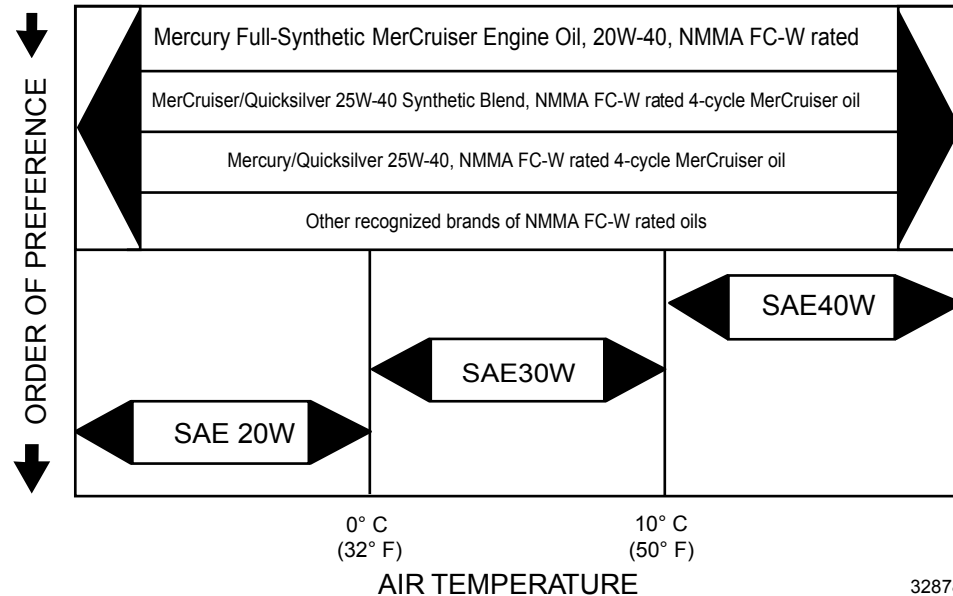 ORDER OF PREFERENCE
Mercury Full-Synthetic MerCruiser Engine Oil, 20W-40, NMMA FC-W rated
MerCruiser/Quicksilver 25W-40 Synthetic Blend, NMMA FC-W rated 4-cycle MerCruiser oil
Mercury/Quicksilver 25W-40, NMMA FC-W rated 4-cycle MerCruiser oil
Other recognized brands of NMMA FC-W rated oils
SAE40W
SAE30W
SAE 20W
0° C
(32° F)
10° C
(50° F)
AIR TEMPERATURE